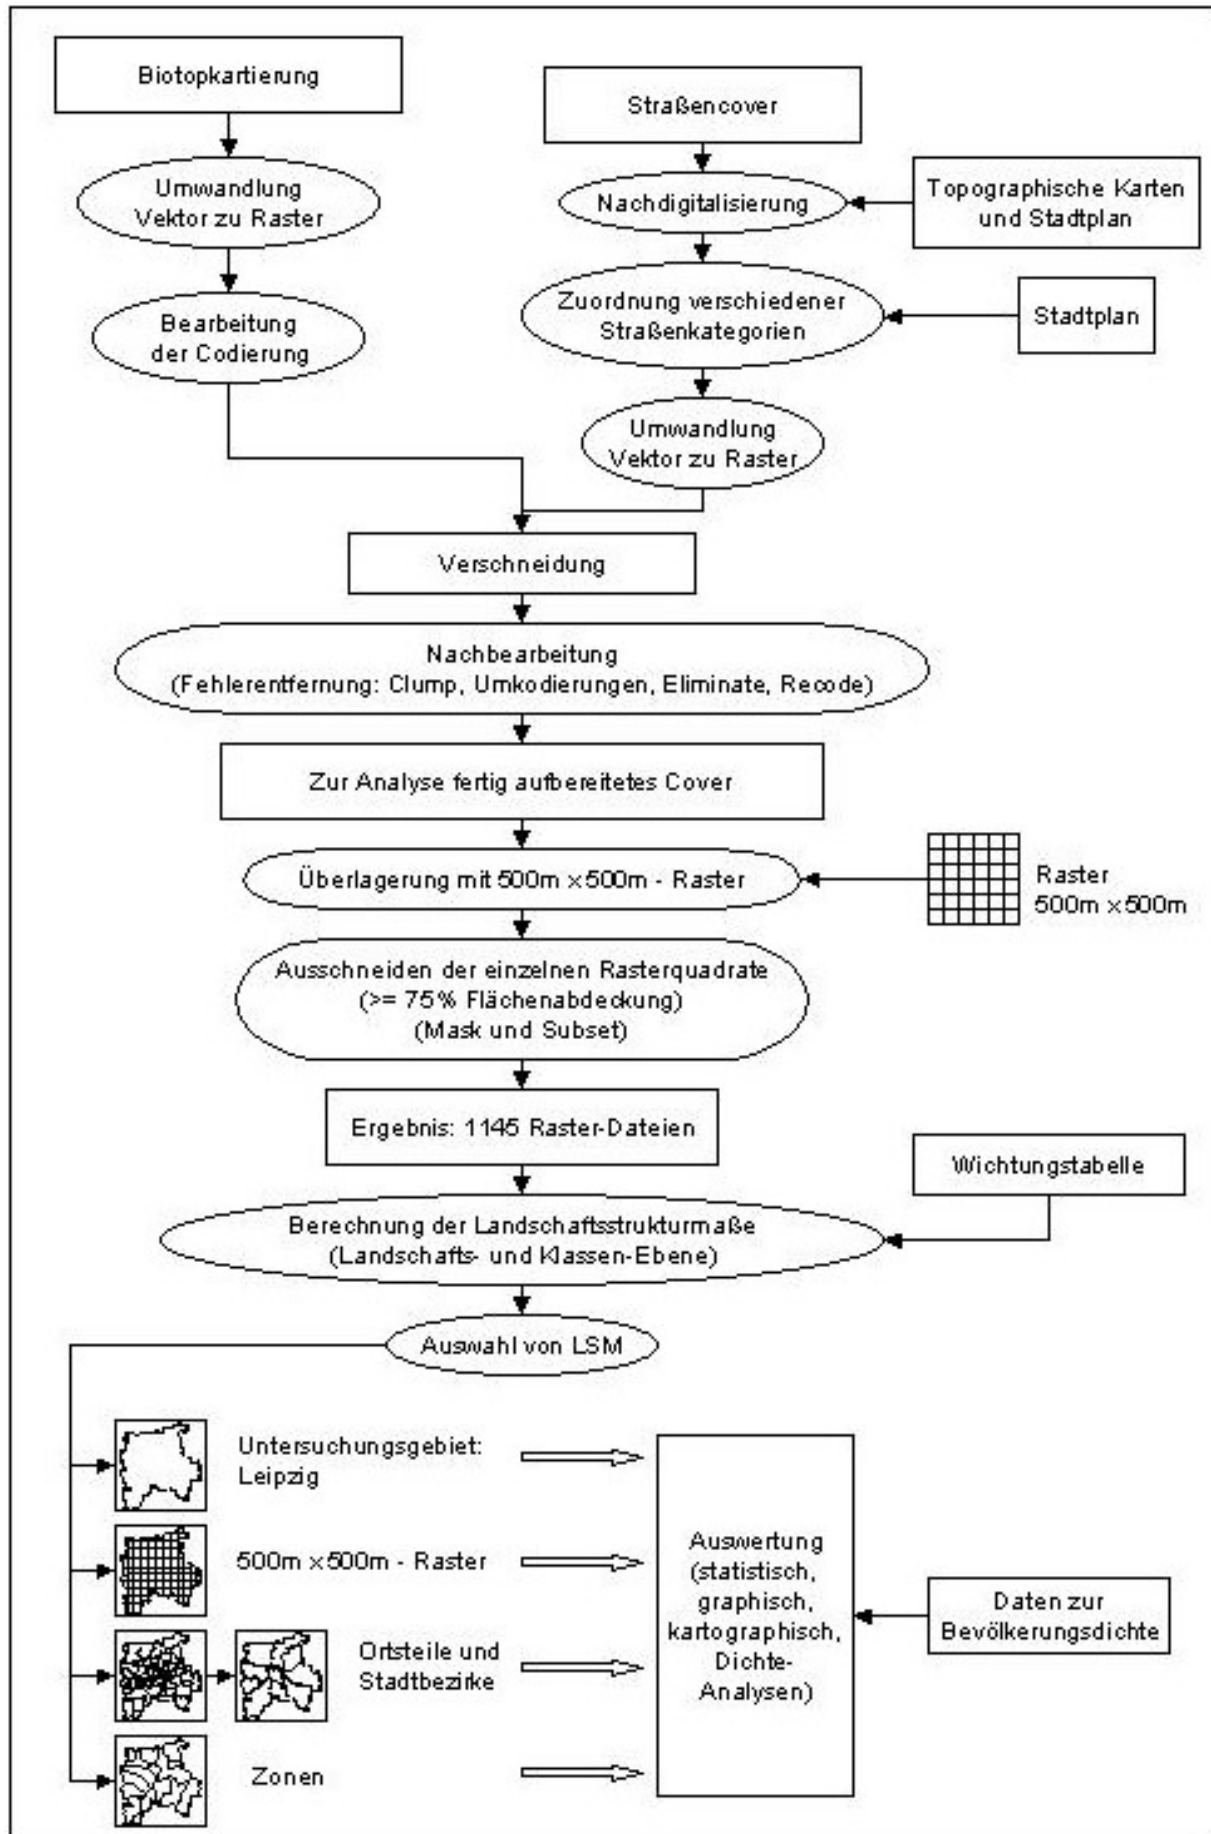 Biotopkartierung
Straßencover
Umwandlung
Vektor zu Raster
Nachdigitalisierung
Topographische Karten
und Stadtplan
Bearbeitung
der Codierung
Zuordnung verschiedener
Straßenkategorien
Stadtplan
Umwandlung
Vektor zu Raster
Verschneidung
Nachbearbeitung
(Fehlerentfernung: Clump, Umkodierungen, Eliminate, Recode)
Zur Analyse fertig aufbereitetes Cover
Überlagerung mit 500m x 500m - Raster
Raster
500m x 500m
Ausschneiden der einzelnen Rasterquadrate
(>= 75% Flächenabdeckung)
(Mask und Subset)
Ergebnis: 1145 Raster-Dateien
Wichtungstabelle
Berechnung der Landschaftsstrukturmaße
(Landschafts- und Klassen-Ebene)
Auswahl von LSM
Untersuchungsgebiet:
Leipzig
500m x 500m - Raster
Ortsteile und
Stadtbezirke
Zonen
Auswertung
(statistisch,
graphisch,
kartographisch,
Dichte-
Analysen)
Daten zur
Bevölkerungsdichte